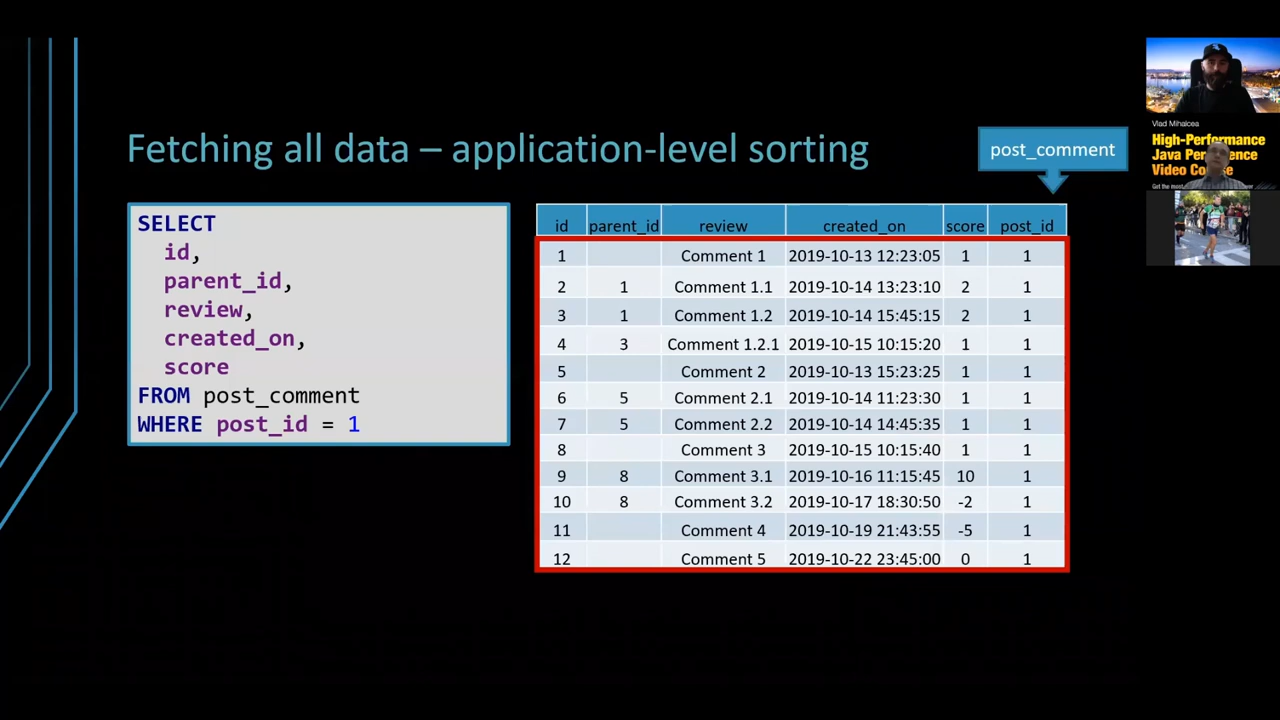 Fetching all data – application-level sorting
post_comment
SELECT
id,
parent_id,
review,
created_on,
score
FROM post_comment
WHERE post_id = 1
id parent_id review created_on score post_id
1 Comment 1 2019-10-13 12:23:05 1 1
2 1 Comment 1.1 2019-10-14 13:23:10 2 1
3 1 Comment 1.2 2019-10-14 15:45:15 2 1
4 3 Comment 1.2.1 2019-10-15 10:15:20 1 1
5 Comment 2 2019-10-13 15:23:25 1 1
6 5 Comment 2.1 2019-10-14 11:23:30 1 1
7 5 Comment 2.2 2019-10-14 14:45:35 1 1
8 Comment 3 2019-10-15 10:15:40 1 1
9 8 Comment 3.1 2019-10-16 11:15:45 10 1
10 8 Comment 3.2 2019-10-17 18:30:50 -2 1
11 Comment 4 2019-10-19 21:43:55 -5 1
12 Comment 5 2019-10-22 23:45:00 0 1
Vlad Mihalcea
High-Performance
Java
Video
Get the most